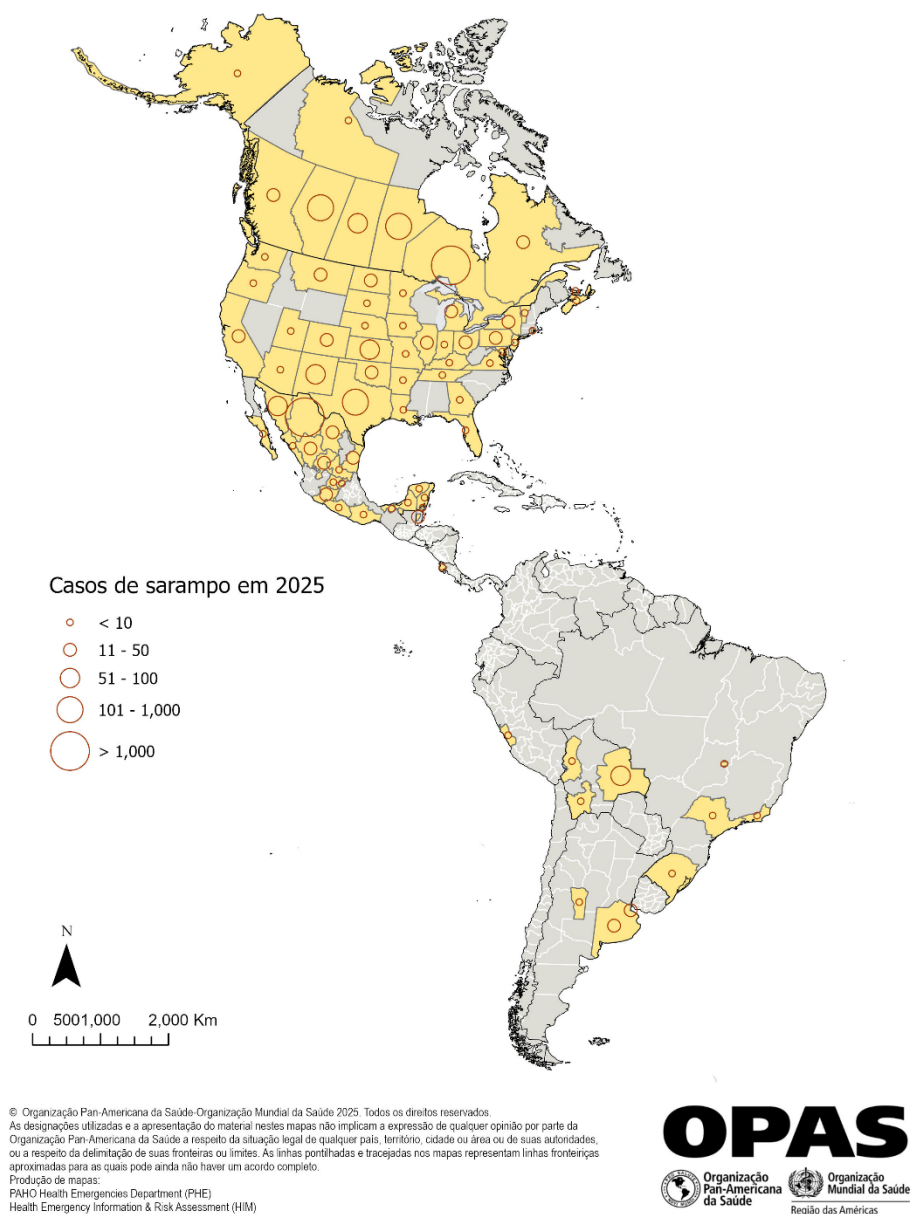 Casos de sarampo em 2025
< 10
11 - 50
51 - 100
101 - 1,000
> 1,000
N
0 5001,000 2,000 Km
© Organização Pan-Americana da Saúde-Organização Mundial da Saúde 2025. Todos os direitos reservados.
As designações utilizadas e a apresentação do material nestes mapas não implicam a expressão de qualquer opinião por parte da
Organização Pan-Americana da Saúde a respeito da situação legal de qualquer país, território, cidade ou área ou de suas autoridades,
ou a respeito da delimitação de suas fronteiras ou limites. As linhas pontilhadas e tracejadas nos mapas representam linhas fronteiriças
aproximadas para as quais pode ainda não haver um acordo completo.
Produção de mapas:
PAHO Health Emergencies Department (PHE)
Health Emergency Information & Risk Assessment (HIM)
OPAS
Organização
Pan-Americana
da Saúde
Organização
Mundial da Saúde
Região das Américas